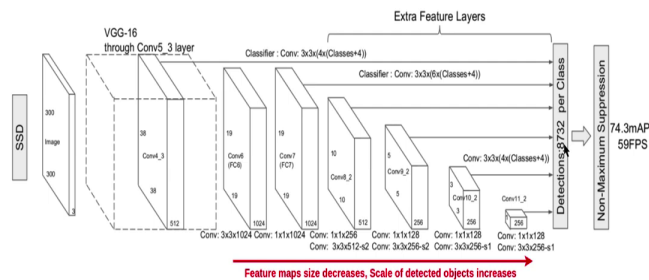 Extra Feature Layers
VGG-16
through Conv5_3 layer
Classifier : Conv: 3x3x(4x(Classes+4))
Classifier : Conv: 3x3x(6x(Classes+4))
SSD
300
Image
300
3
38
Conv4_3
38
512
19
Conv6
(FC6)
19
1024
19
Conv7
(FC7)
19
1024
10
Conv8_2
10
512
5
Conv9_2
5
256
3
Conv10_2
3
256
Conv11_2
256
Conv: 3x3x(4x(Classes+4))
Detections:8732 per Class
Non-Maximum Suppression
74.3mAP
59FPS
Conv: 3x3x1024
Conv: 1x1x1024
Conv: 1x1x256
Conv: 3x3x512-s2
Conv: 1x1x128
Conv: 3x3x256-s2
Conv: 1x1x128
Conv: 3x3x256-s1
Conv: 1x1x128
Conv: 3x3x256-s1
Feature maps size decreases, Scale of detected objects increases